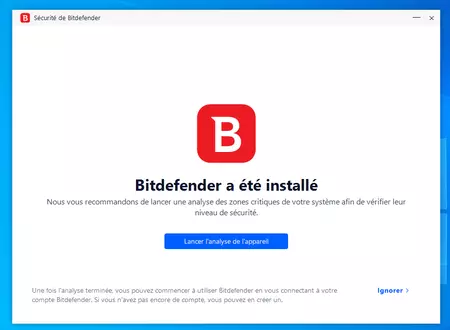 Sécurité de Bitdefender
B
Bitdefender a été installé
Nous vous recommandons de lancer une analyse des zones critiques de votre système afin de vérifier leur
niveau de sécurité.
Lancer l'analyse de l'appareil
Une fois l'analyse terminée, vous pouvez commencer à utiliser Bitdefender en vous connectant à votre
compte Bitdefender. Si vous n'avez pas encore de compte, vous pouvez en créer un.
Ignorer